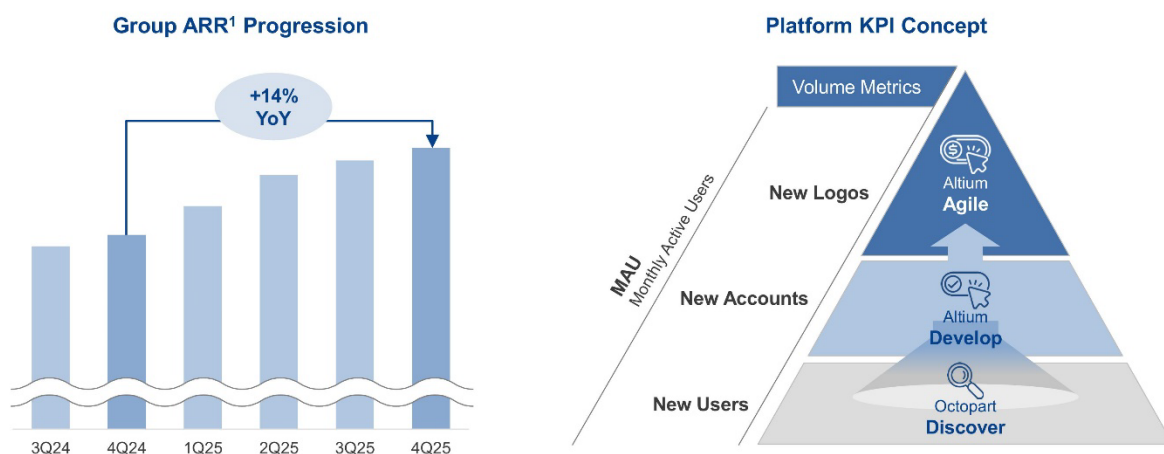 Group ARR¹ Progression
+14%
YoY
3Q24
4Q24
1Q25
2Q25
3Q25
4Q25
Platform KPI Concept
Volume Metrics
MAU
Monthly Active Users
New Logos
New Accounts
New Users
Altium
Agile
Altium
Develop
Octopart
Discover